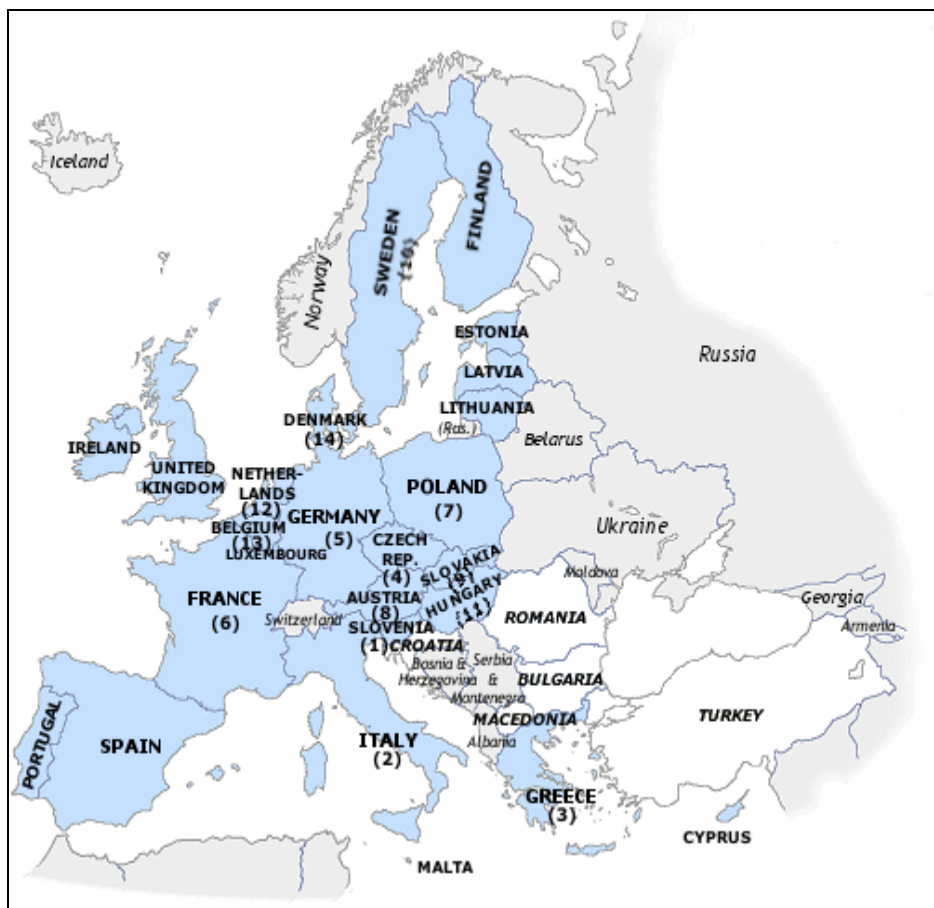 Iceland
SWEDEN
(10)
FINLAND
Norway
ESTONIA
Russia
LATVIA
LITHUANIA
(Ras.)
DENMARK
(14)
Belarus
IRELAND
UNITED
KINGDOM
NETHER-
LANDS
(12)
POLAND
(7)
GERMANY
(5)
Ukraine
BELGIUM
(13)
LUXEMBOURG
CZECH
REP.
(4)
SLOVAKIA
(9)
HUNGARY
(11)
Moldova
AUSTRIA
(8)
FRANCE
(6)
Switzerland
Georgia
Armenia
ROMANIA
SLOVENIA
(1)
CROATIA
Bosnia &
Herzegovina
Serbia
&
Montenegra
BULGARIA
MACEDONIA
Albania
TURKEY
PORTUGAL
SPAIN
ITALY
(2)
GREECE
(3)
CYPRUS
MALTA